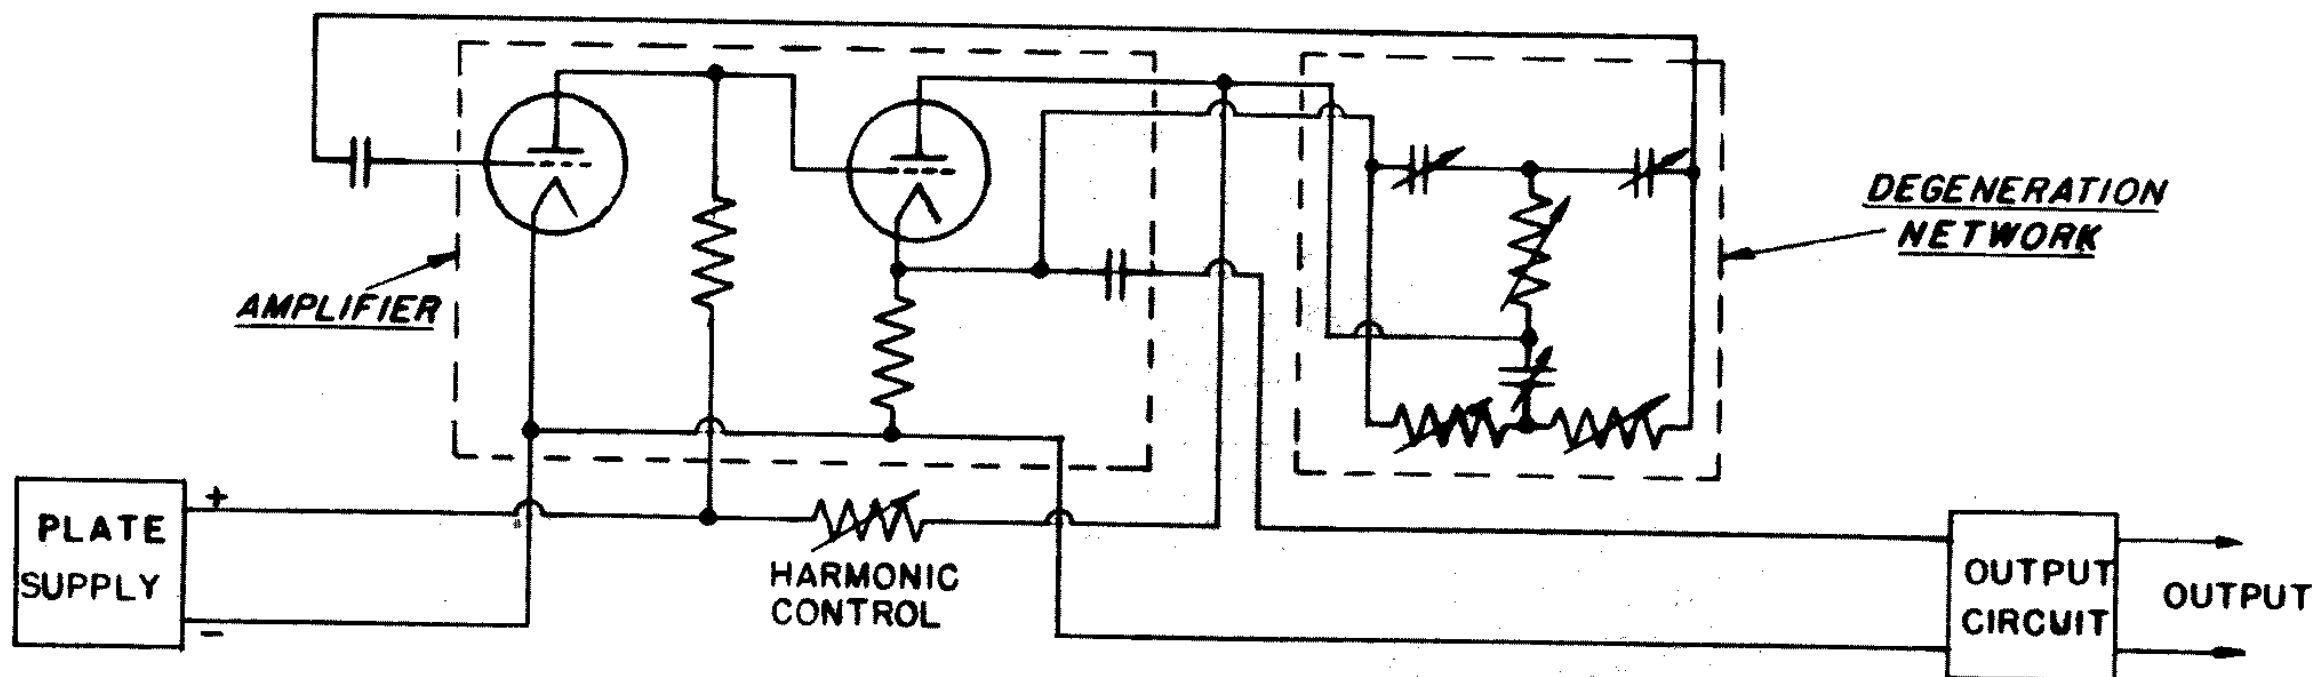 DEGENERATION
NETWORK
AMPLIFIER
+
PLATE
SUPPLY
−
HARMONIC
CONTROL
OUTPUT
CIRCUIT
OUTPUT